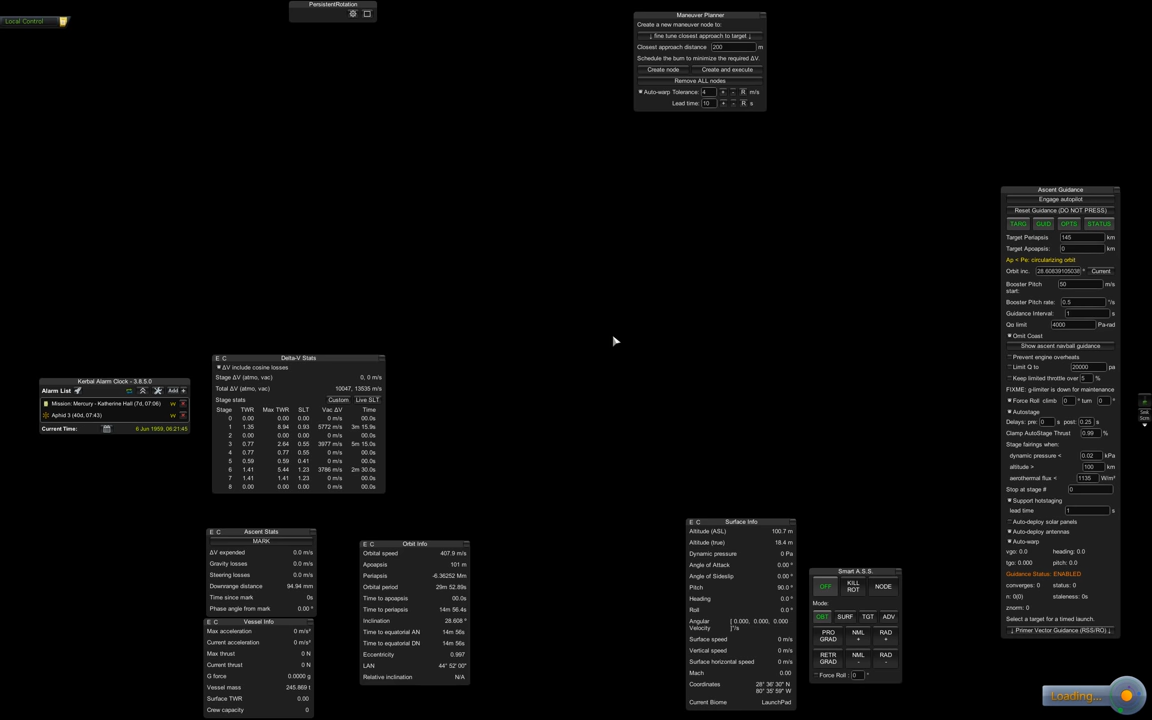 Local Control
PersistentRotation
Maneuver Planner
Create a new maneuver node to:
↓ fine tune closest approach to target ↓
Closest approach distance 200 m
Schedule the burn to minimize the required ΔV.
Create node Create and execute
Remove ALL nodes
Auto-warp Tolerance: 4 + - R m/s
Lead time: 10 + - R s
Ascent Guidance
Engage autopilot
Reset Guidance (DO NOT PRESS)
TARG GUID OPTS STATUS
Target Periapsis 145 km
Target Apoapsis: 0 km
Ap < Pe: circularizing orbit
Orbit inc. 28.60839105038 º Current
Booster Pitch start: 50 m/s
Booster Pitch rate: 0.5 °/s
Guidance Interval: 1 s
Qα limit 4000 Pa-rad
Omit Coast
Show ascent navball guidance
Prevent engine overheats
Limit Q to 20000 pa
Keep limited throttle over 5 %
FIXME: g-limiter is down for maintenance
Force Roll climb 0 ° turn 0 °
Autostage
Delays: pre: 0 s post: 0.25 s
Clamp AutoStage Thrust 0.99 %
Stage fairings when:
dynamic pressure < 0.02 kPa
altitude > 100 km
aerothermal flux < 1135 W/m²
Stop at stage # 0
Support hotstaging
lead time 1 s
Auto-deploy solar panels
Auto-deploy antennas
Auto-warp
vgo: 0.0 heading: 0.0
tgo: 0.000 pitch: 0.0
Guidance Status: ENABLED
converges: 0 status: 0
n: 0(0) staleness: 0s
znorm: 0
Select a target for a timed launch.
↓ Primer Vector Guidance (RSS/RO) ↓
E C Delta-V Stats
ΔV include cosine losses
Stage ΔV (atmo, vac) 0, 0 m/s
Total ΔV (atmo, vac) 10047, 13535 m/s
Stage stats Custom Live SLT
Stage TWR Max TWR SLT Vac ΔV Time
0 0.00 0.00 0.00 0 m/s 00.0s
1 1.35 8.94 0.93 5772 m/s 3m 15.9s
2 0.00 0.00 0.00 0 m/s 00.0s
3 0.77 2.64 0.55 3977 m/s 5m 15.0s
4 0.77 0.77 0.55 0 m/s 00.0s
5 0.59 0.59 0.41 0 m/s 00.0s
6 1.41 5.44 1.23 3786 m/s 2m 30.0s
7 1.41 1.41 1.23 0 m/s 00.0s
8 0.00 0.00 0.00 0 m/s 00.0s
Kerbal Alarm Clock - 3.8.5.0
Alarm List Add +
Mission: Mercury - Katherine Hall (7d, 07:06)
Aphid 3 (40d, 07:43)
Current Time: 6 Jun 1959, 06:21:45
E C Ascent Stats
MARK
ΔV expended 0.0 m/s
Gravity losses 0.0 m/s
Steering losses 0.0 m/s
Downrange distance 94.94 mm
Time since mark 0s
Phase angle from mark 0.00 °
E C Vessel Info
Max acceleration 0 m/s²
Current acceleration 0 m/s²
Max thrust 0 N
Current thrust 0 N
G force 0.0000 g
Vessel mass 245.869 t
Surface TWR 0.00
Crew capacity 0
E C Orbit Info
Orbital speed 407.9 m/s
Apoapsis 101 m
Periapsis -6.36252 Mm
Orbital period 29m 52.89s
Time to apoapsis 00.0s
Time to periapsis 14m 56.4s
Inclination 28.608 °
Time to equatorial AN 14m 56s
Time to equatorial DN 14m 56s
Eccentricity 0.997
LAN 44° 52' 00"
Relative inclination N/A
E C Surface Info
Altitude (ASL) 100.7 m
Altitude (true) 18.4 m
Dynamic pressure 0 Pa
Angle of Attack 0.00 °
Angle of Sideslip 0.00 °
Pitch 90.0 °
Heading 0.0 °
Roll 0.0 °
Angular Velocity [ 0.000, 0.000, 0.000 ]°/s
Surface speed 0 m/s
Vertical speed 0 m/s
Surface horizontal speed 0 m/s
Mach 0.00
Coordinates 28° 36' 30" N
80° 35' 59" W
Current Biome LaunchPad
Smart A.S.S.
OFF KILL ROT NODE
Mode:
OBT SURF TGT ADV
PRO GRAD NML + RAD +
RETR GRAD NML - RAD -
Force Roll : 0 °
Loading...